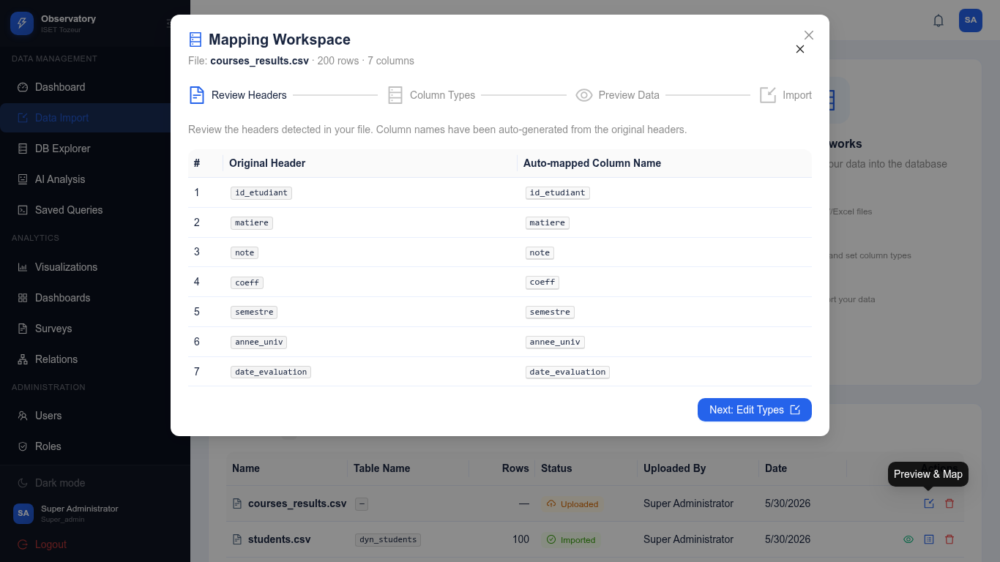 Observatory
ISET Tozeur
DATA MANAGEMENT
Dashboard
Data Import
DB Explorer
AI Analysis
Saved Queries
ANALYTICS
Visualizations
Dashboards
Surveys
Relations
ADMINISTRATION
Users
Roles
Dark mode
SA
Super Administrator
Super_admin
Logout
SA
Mapping Workspace
File: courses_results.csv · 200 rows · 7 columns
Review Headers
Column Types
Preview Data
Import
Review the headers detected in your file. Column names have been auto-generated from the original headers.
# Original Header Auto-mapped Column Name
1 id_etudiant id_etudiant
2 matiere matiere
3 note note
4 coeff coeff
5 semestre semestre
6 annee_univ annee_univ
7 date_evaluation date_evaluation
Next: Edit Types
works
your data into the database
/Excel files
and set column types
rt your data
Preview & Map
Name Table Name Rows Status Uploaded By Date
courses_results.csv — — Uploaded Super Administrator 5/30/2026
students.csv dyn_students 100 Imported Super Administrator 5/30/2026